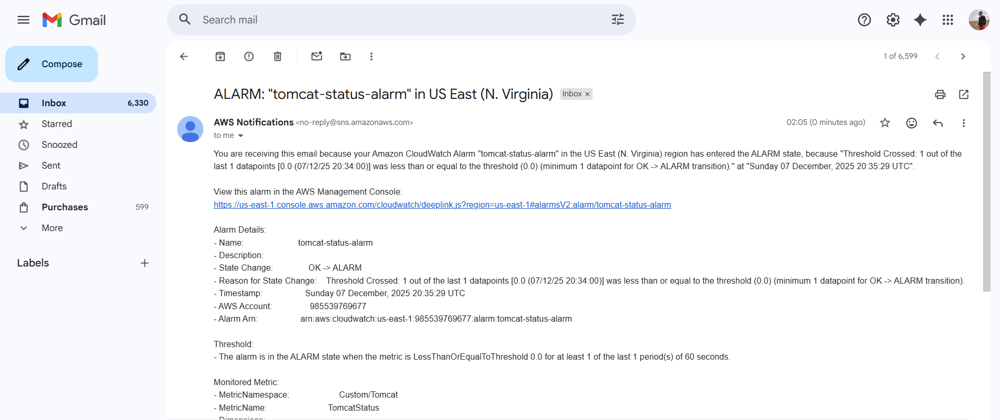 Gmail
Search mail
Compose
1 of 6,599
Inbox 6,330
Starred
Snoozed
Sent
Drafts
Purchases 599
More
Labels
ALARM: "tomcat-status-alarm" in US East (N. Virginia) Inbox ×
AWS Notifications <no-reply@sns.amazonaws.com> 02:05 (0 minutes ago)
to me
You are receiving this email because your Amazon CloudWatch Alarm "tomcat-status-alarm" in the US East (N. Virginia) region has entered the ALARM state, because "Threshold Crossed: 1 out of the
last 1 datapoints [0.0 (07/12/25 20:34:00)] was less than or equal to the threshold (0.0) (minimum 1 datapoint for OK -> ALARM transition)." at "Sunday 07 December, 2025 20:35:29 UTC".
View this alarm in the AWS Management Console:
https://us-east-1.console.aws.amazon.com/cloudwatch/deeplink.js?region=us-east-1#alarmsV2:alarm/tomcat-status-alarm
Alarm Details:
- Name: tomcat-status-alarm
- Description:
- State Change: OK -> ALARM
- Reason for State Change: Threshold Crossed: 1 out of the last 1 datapoints [0.0 (07/12/25 20:34:00)] was less than or equal to the threshold (0.0) (minimum 1 datapoint for OK -> ALARM transition).
- Timestamp: Sunday 07 December, 2025 20:35:29 UTC
- AWS Account: 985539769677
- Alarm Arn: arn:aws:cloudwatch:us-east-1:985539769677:alarm:tomcat-status-alarm
Threshold:
- The alarm is in the ALARM state when the metric is LessThanOrEqualToThreshold 0.0 for at least 1 of the last 1 period(s) of 60 seconds.
Monitored Metric:
- MetricNamespace: Custom/Tomcat
- MetricName: TomcatStatus
- Dimensions: